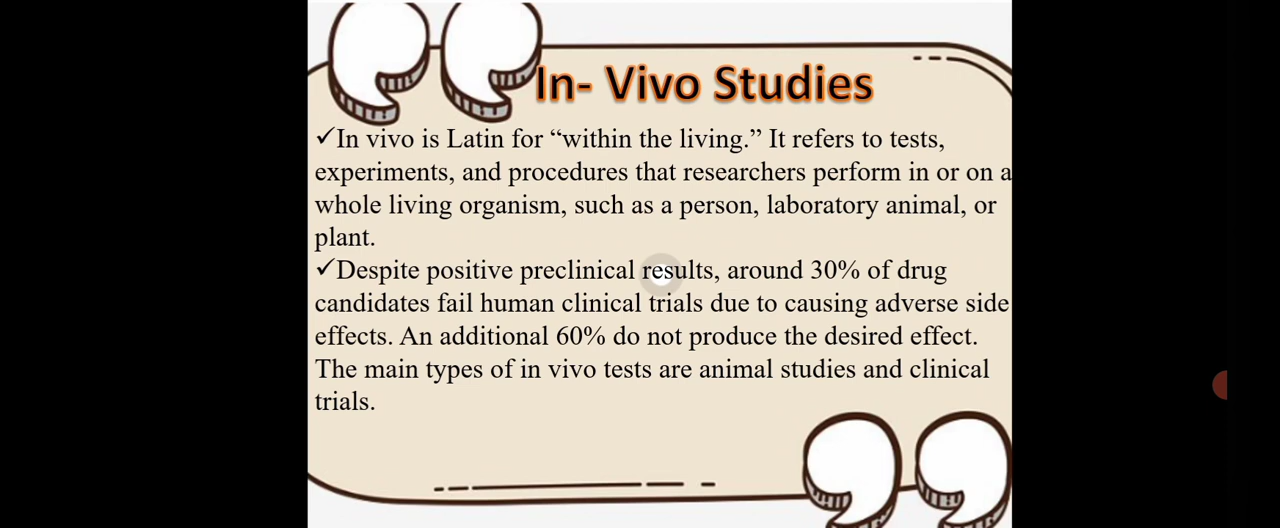 In- Vivo Studies
✓In vivo is Latin for “within the living.” It refers to tests,
experiments, and procedures that researchers perform in or on a
whole living organism, such as a person, laboratory animal, or
plant.
✓Despite positive preclinical results, around 30% of drug
candidates fail human clinical trials due to causing adverse side
effects. An additional 60% do not produce the desired effect.
The main types of in vivo tests are animal studies and clinical
trials.